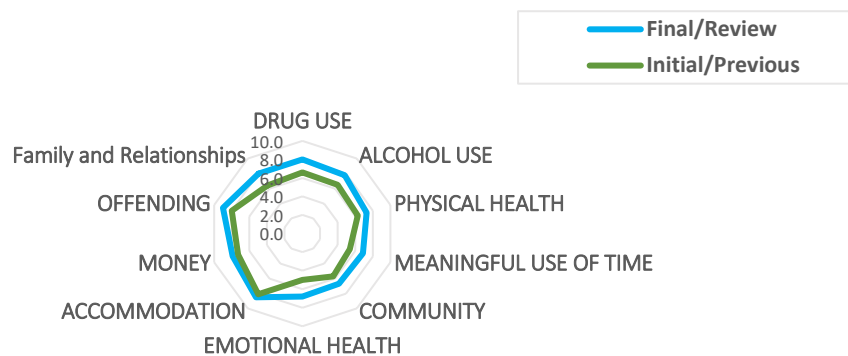 Final/Review
Initial/Previous
DRUG USE
10.0
Family and Relationships
8.0
ALCOHOL USE
6.0
OFFENDING
4.0
PHYSICAL HEALTH
2.0
0.0
MONEY
MEANINGFUL USE OF TIME
ACCOMMODATION
COMMUNITY
EMOTIONAL HEALTH